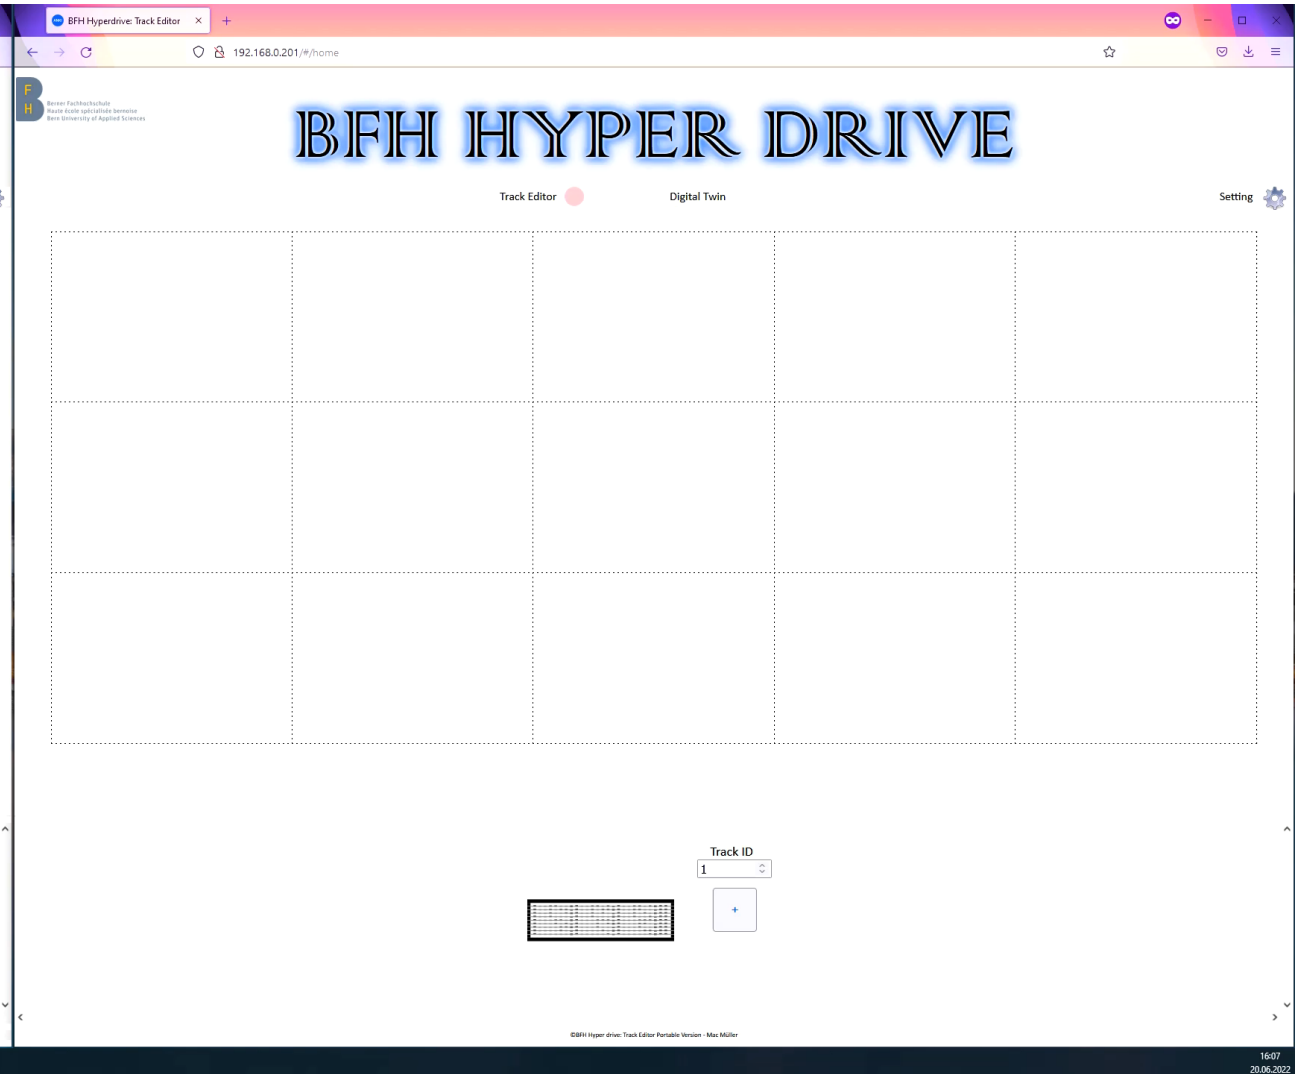 BFH Hyperdrive: Track Editor
192.168.0.201/#/home
F
H
Berner Fachhochschule
Haute école spécialisée bernoise
Bern University of Applied Sciences
BFH HYPER DRIVE
Track Editor
Digital Twin
Setting
Track ID
1
+
©BFH Hyper drive: Track Editor Portable Version - Mac Müller
16:07
20.06.2022